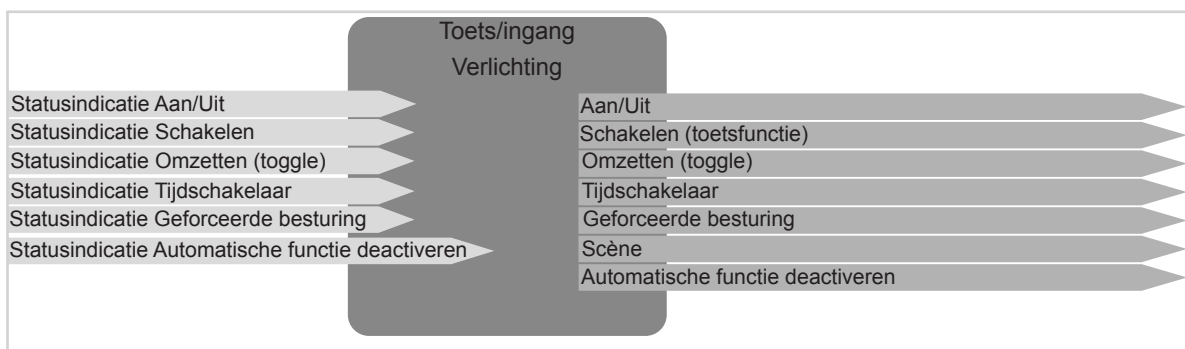 Toets/ingang
Verlichting
Statusindicatie Aan/Uit
Statusindicatie Schakelen
Statusindicatie Omzetten (toggle)
Statusindicatie Tijdschakelaar
Statusindicatie Geforceerde besturing
Statusindicatie Automatische functie deactiveren
Aan/Uit
Schakelen (toetsfunctie)
Omzetten (toggle)
Tijdschakelaar
Geforceerde besturing
Scène
Automatische functie deactiveren